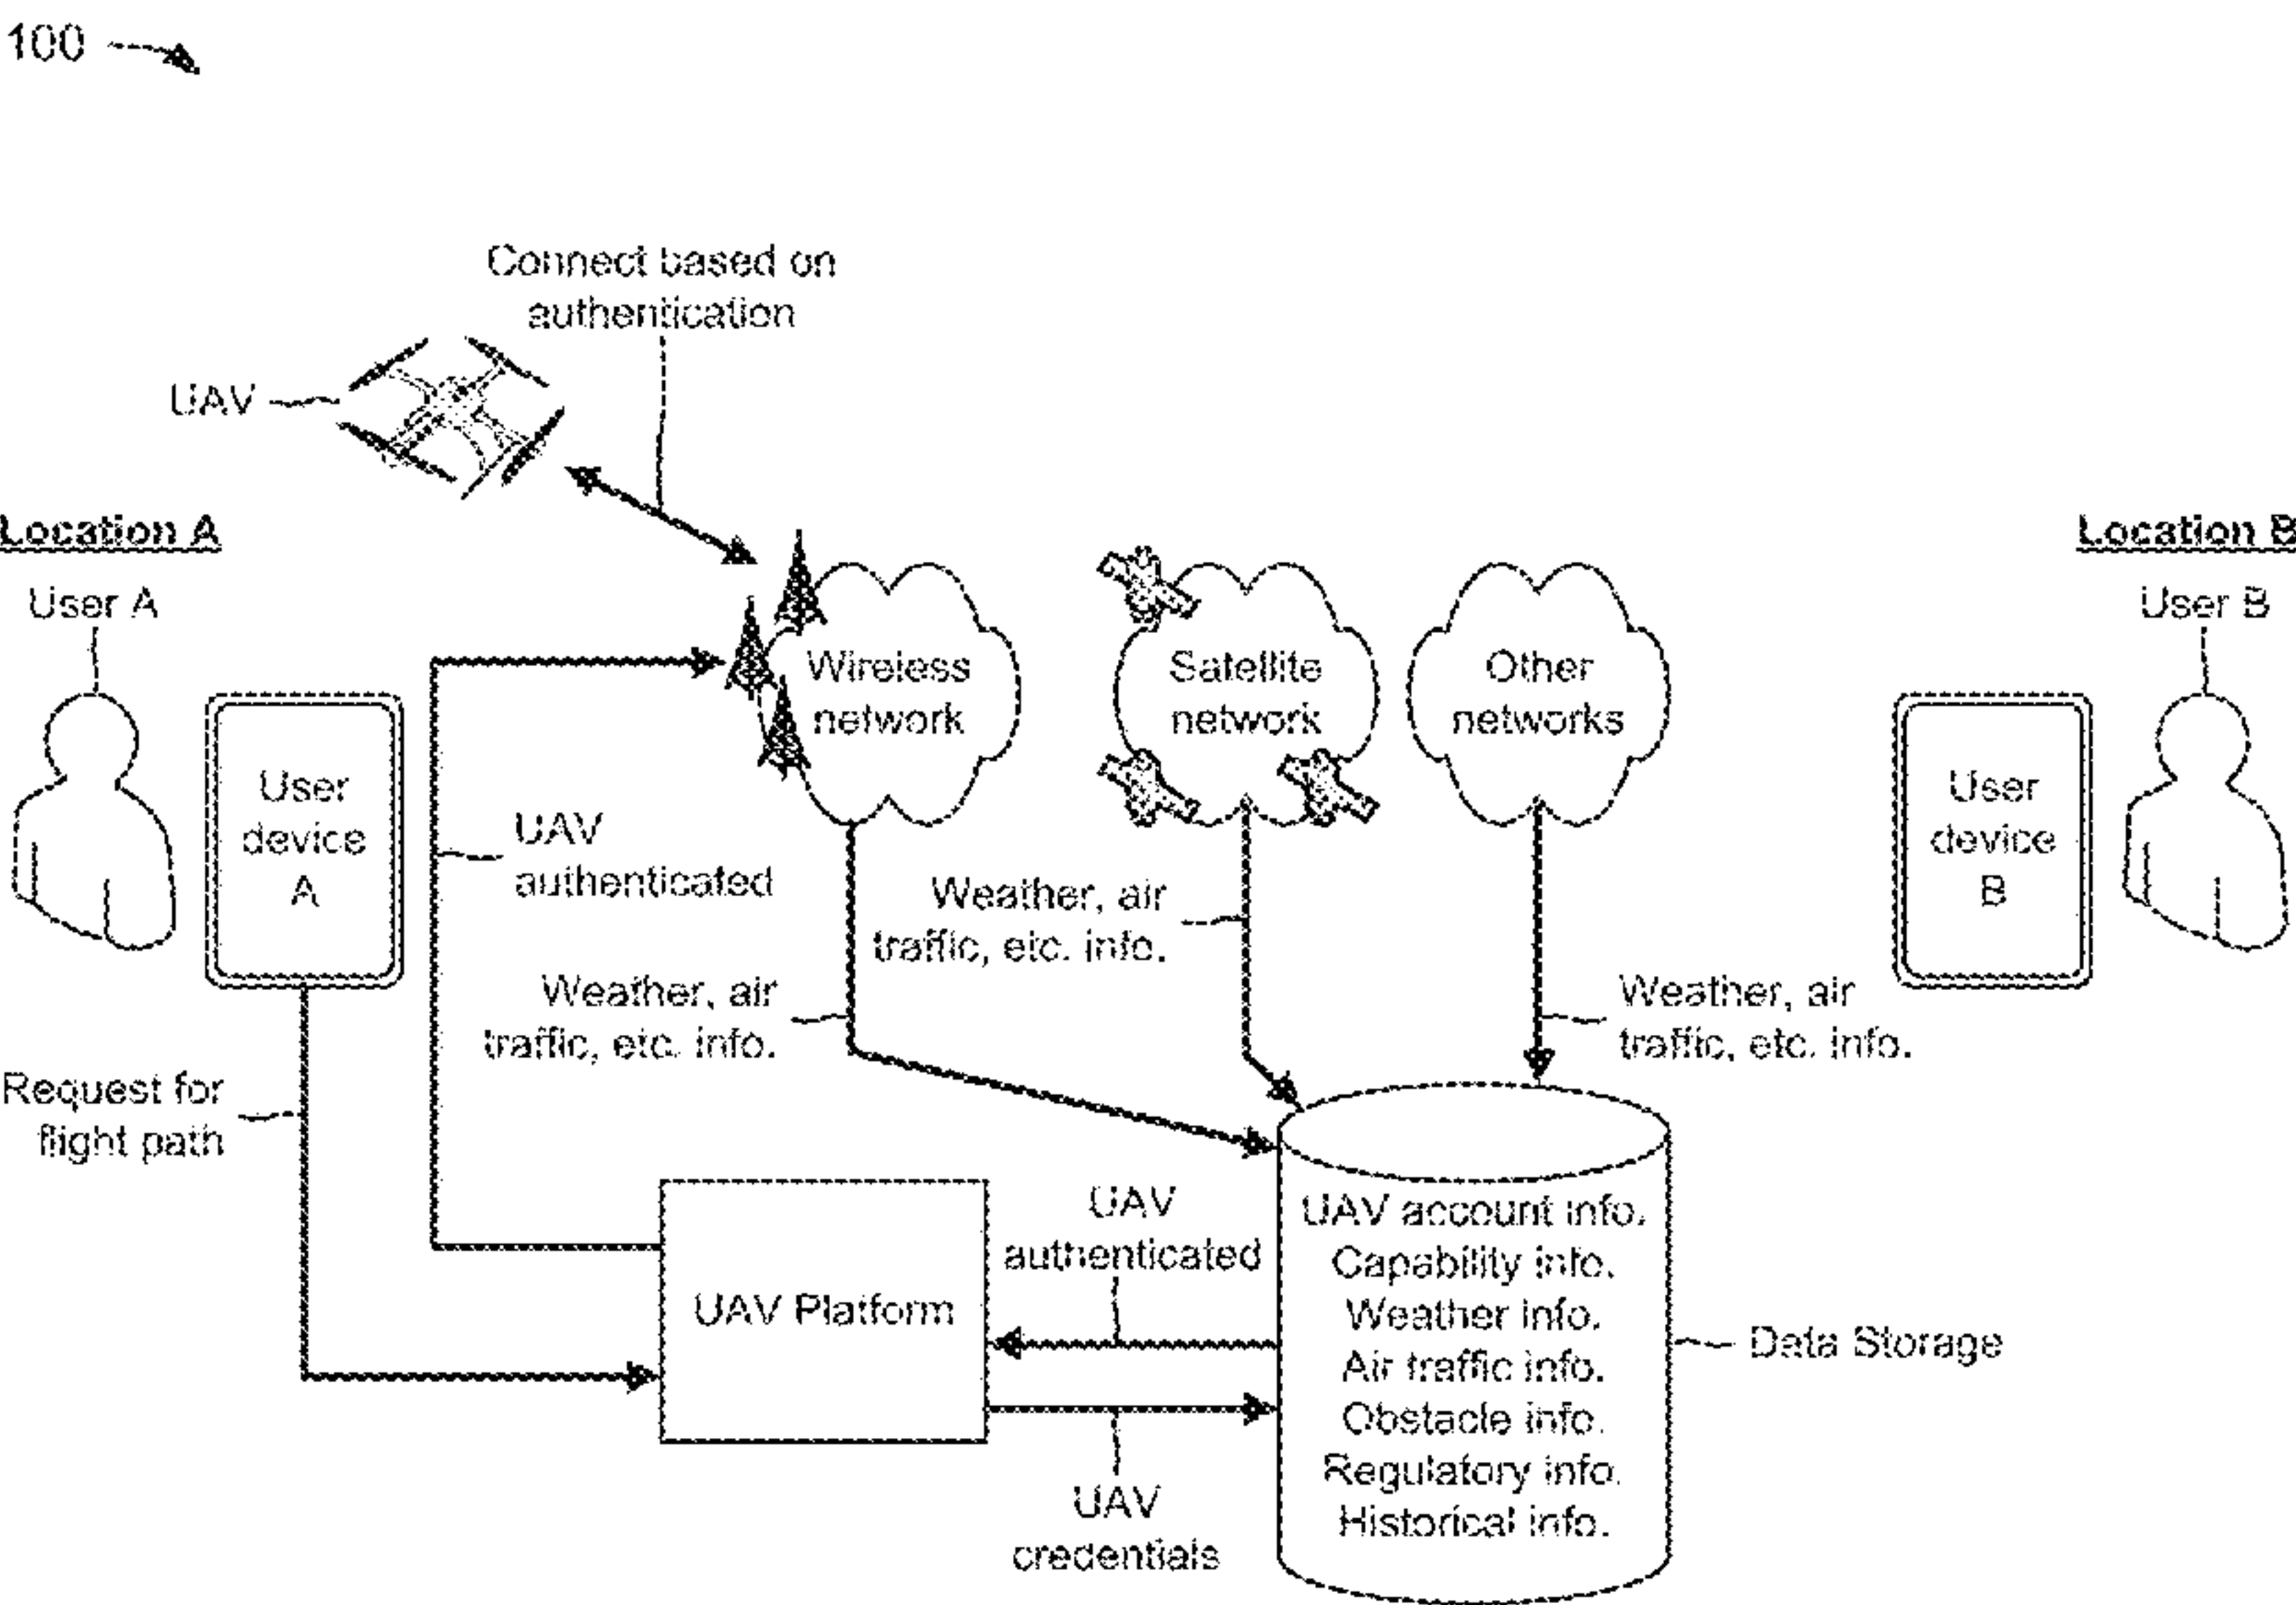 100
Connect based on
authentication
UAV
Location A
Location B
User A
User B
Wireless
network
Satellite
network
Other
networks
User
device
A
User
device
B
UAV
authenticated
Weather, air
traffic, etc. info.
Weather, air
traffic, etc. info.
Weather, air
traffic, etc. info.
Request for
flight path
UAV Platform
UAV
authenticated
UAV
credentials
UAV account info.
Capability info.
Weather info.
Air traffic info.
Obstacle info.
Regulatory info.
Historical info.
Data Storage